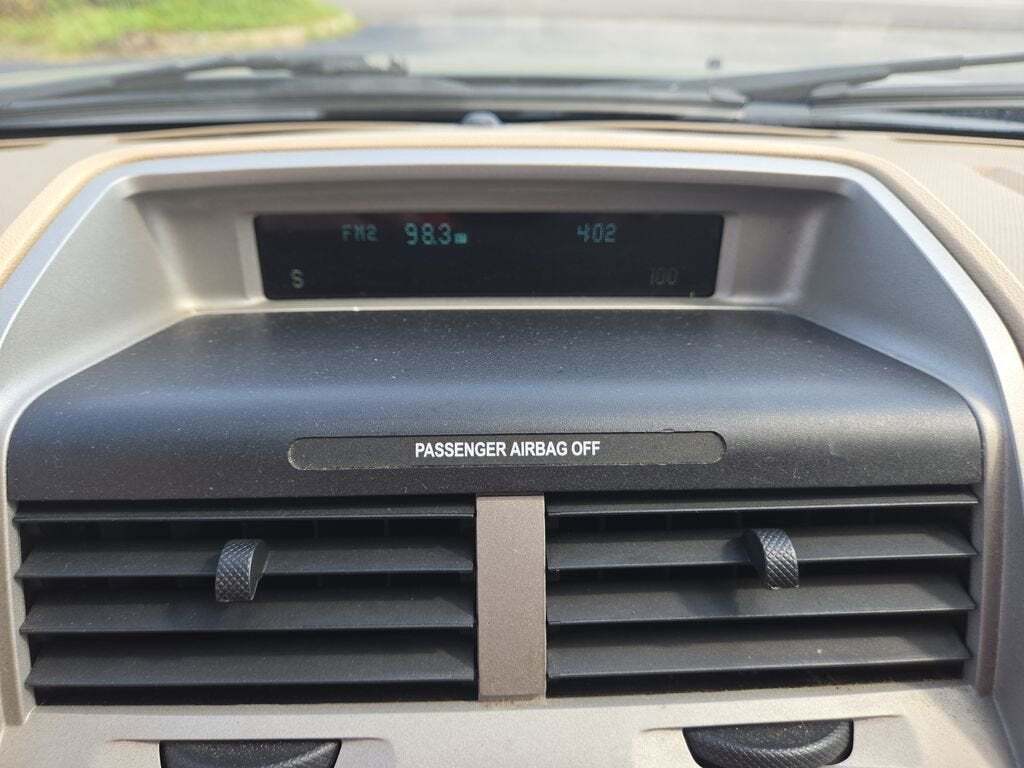 FM2 98.3 402
S 100
PASSENGER AIRBAG OFF